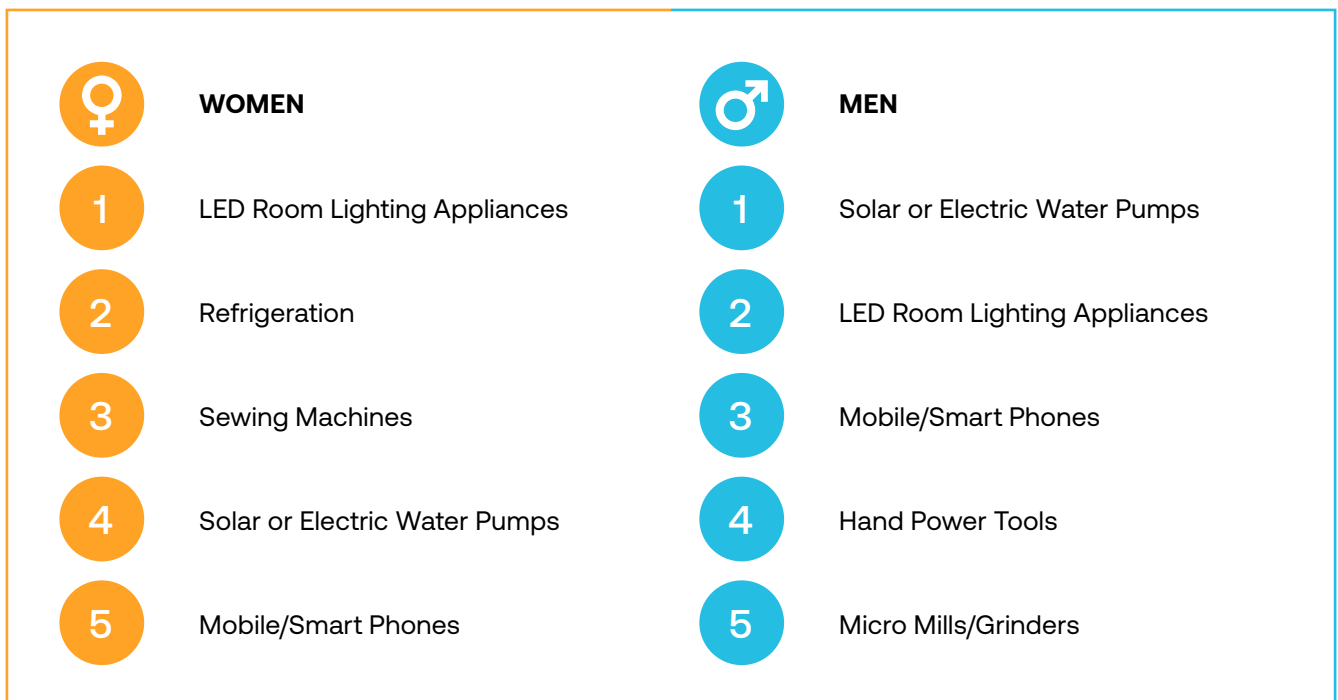 WOMEN
1 LED Room Lighting Appliances
2 Refrigeration
3 Sewing Machines
4 Solar or Electric Water Pumps
5 Mobile/Smart Phones
MEN
1 Solar or Electric Water Pumps
2 LED Room Lighting Appliances
3 Mobile/Smart Phones
4 Hand Power Tools
5 Micro Mills/Grinders